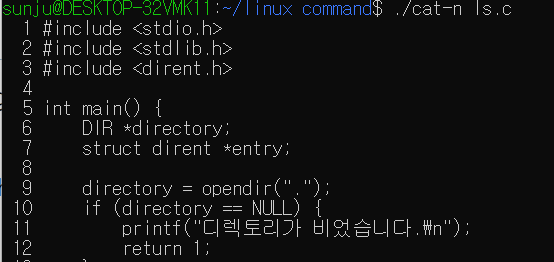 sunju@DESKTOP-32VMK11:~/linux command$ ./cat-n ls.c
1 #include <stdio.h>
2 #include <stdlib.h>
3 #include <dirent.h>
4
5 int main() {
6     DIR *directory;
7     struct dirent *entry;
8
9     directory = opendir(".");
10     if (directory == NULL) {
11         printf("디렉토리가 비었습니다.₩n");
12         return 1;